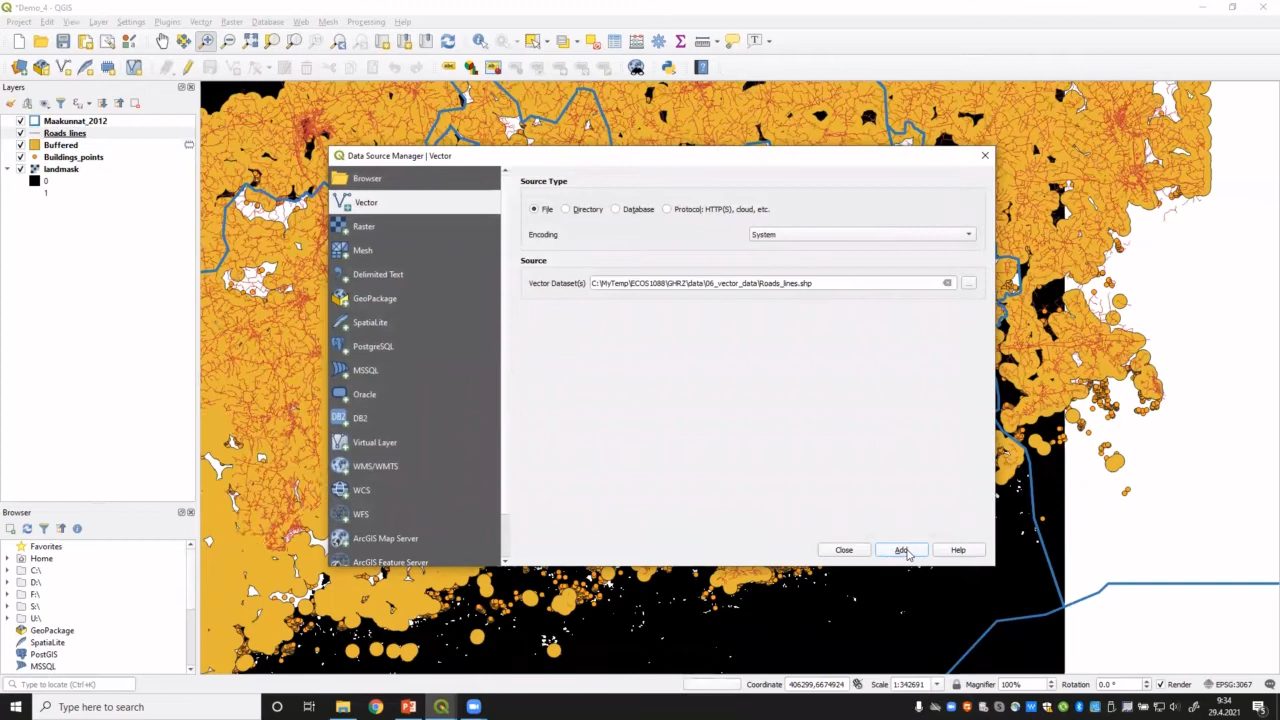 *Demo_4 - QGIS
Project Edit View Layer Settings Plugins Vector Raster Database Web Mesh Processing Help
Layers
Maakunnat_2012
Roads_lines
Buffered
Buildings_points
landmask
0
1
Data Source Manager | Vector
Browser
Vector
Raster
Mesh
Delimited Text
GeoPackage
SpatiaLite
PostgreSQL
MSSQL
Oracle
DB2
Virtual Layer
WMS/WMTS
WCS
WFS
ArcGIS Map Server
ArcGIS Feature Server
Source Type
File Directory Database Protocol: HTTP(S), cloud, etc.
Encoding System
Source
Vector Dataset(s) C:\MyTemp\ECOS1088\GHRZ\data\06_vector_data\Roads_lines.shp ...
Close Add Help
Browser
Favorites
Home
C:\
D:\
F:\
S:\
U:\
GeoPackage
SpatiaLite
PostGIS
MSSQL
Type to locate (Ctrl+K) Coordinate 406299,6674924 Scale 1:342691 Magnifier 100% Rotation 0.0 ° Render EPSG:3067
Type here to search
9:34
29.4.2021